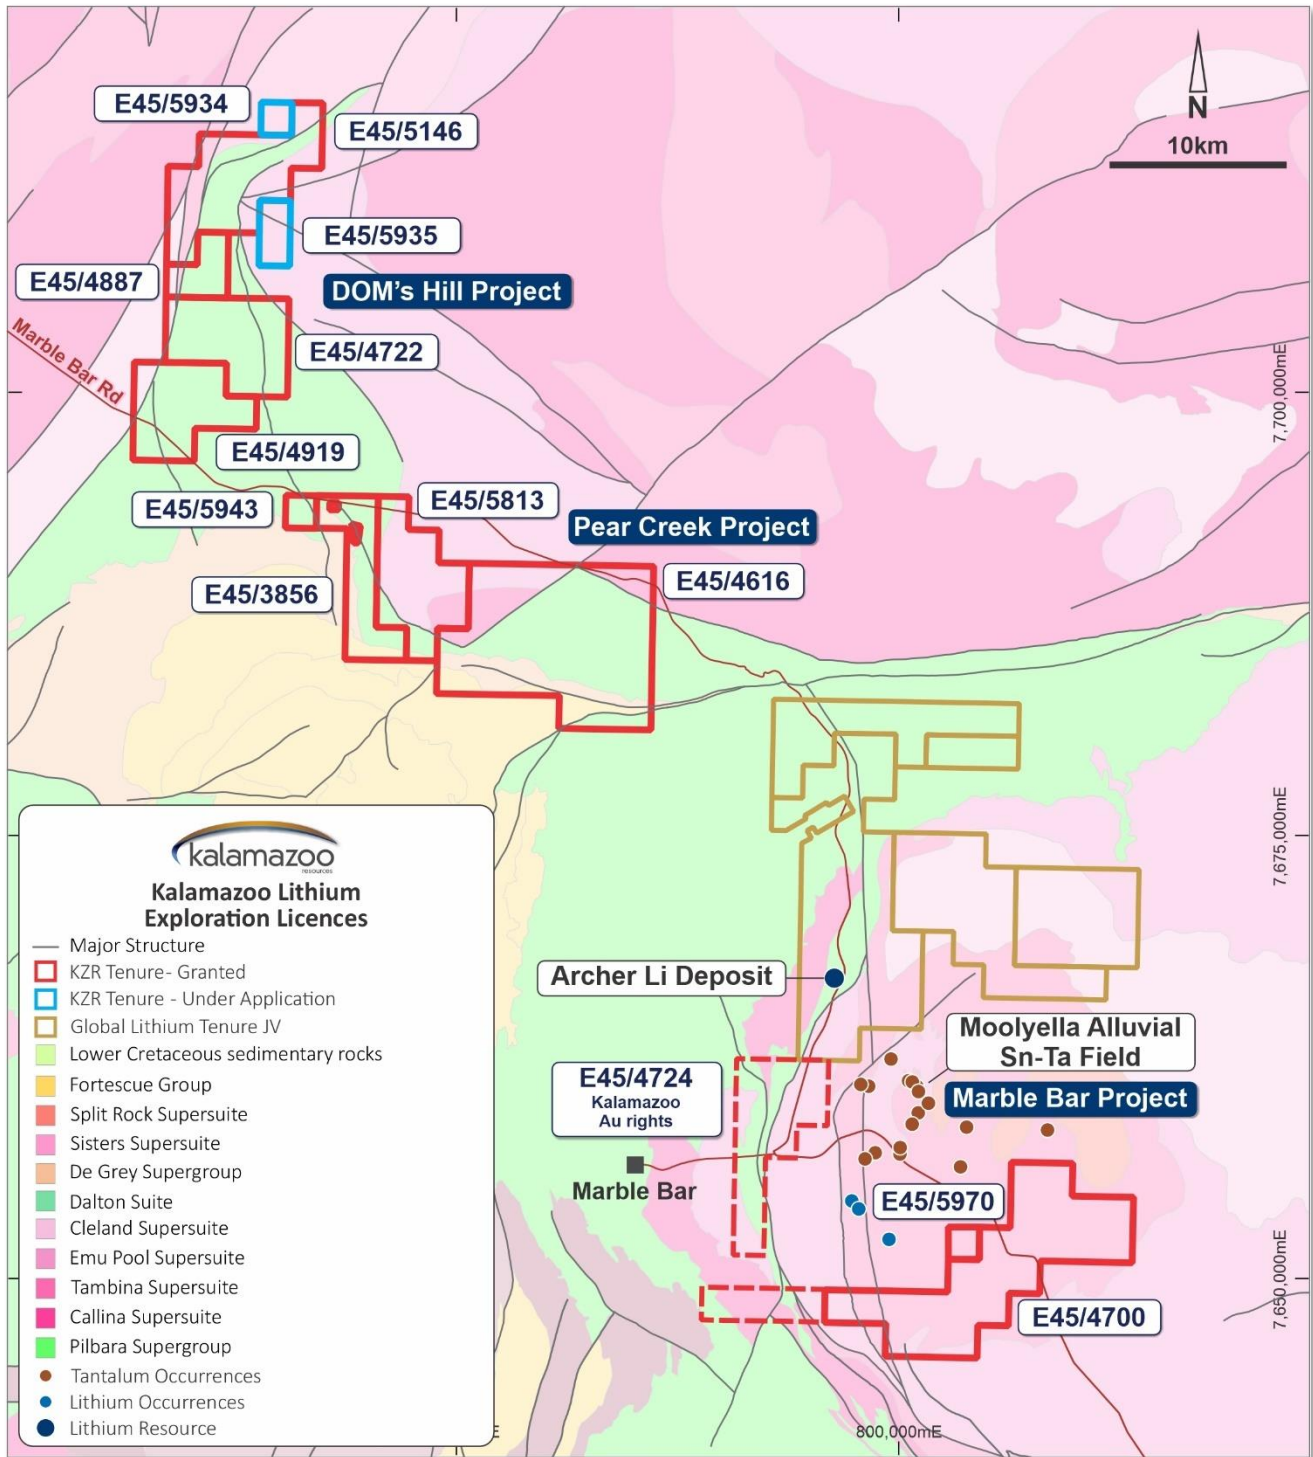 E45/5934
E45/5146
N
10km
E45/5935
E45/4887
DOM's Hill Project
Marble Bar Rd
E45/4722
7,700,000mE
E45/4919
E45/5943
E45/5813
Pear Creek Project
E45/3856
E45/4616
kalamazoo
resources
Kalamazoo Lithium
Exploration Licences
Major Structure
KZR Tenure- Granted
KZR Tenure - Under Application
Global Lithium Tenure JV
Lower Cretaceous sedimentary rocks
Fortescue Group
Split Rock Supersuite
Sisters Supersuite
De Grey Supergroup
Dalton Suite
Cleland Supersuite
Emu Pool Supersuite
Tambina Supersuite
Callina Supersuite
Pilbara Supergroup
Tantalum Occurrences
Lithium Occurrences
Lithium Resource
7,675,000mE
Archer Li Deposit
Moolyella Alluvial
Sn-Ta Field
E45/4724
Kalamazoo
Au rights
Marble Bar Project
Marble Bar
E45/5970
E45/4700
7,650,000mE
E
800,000mE